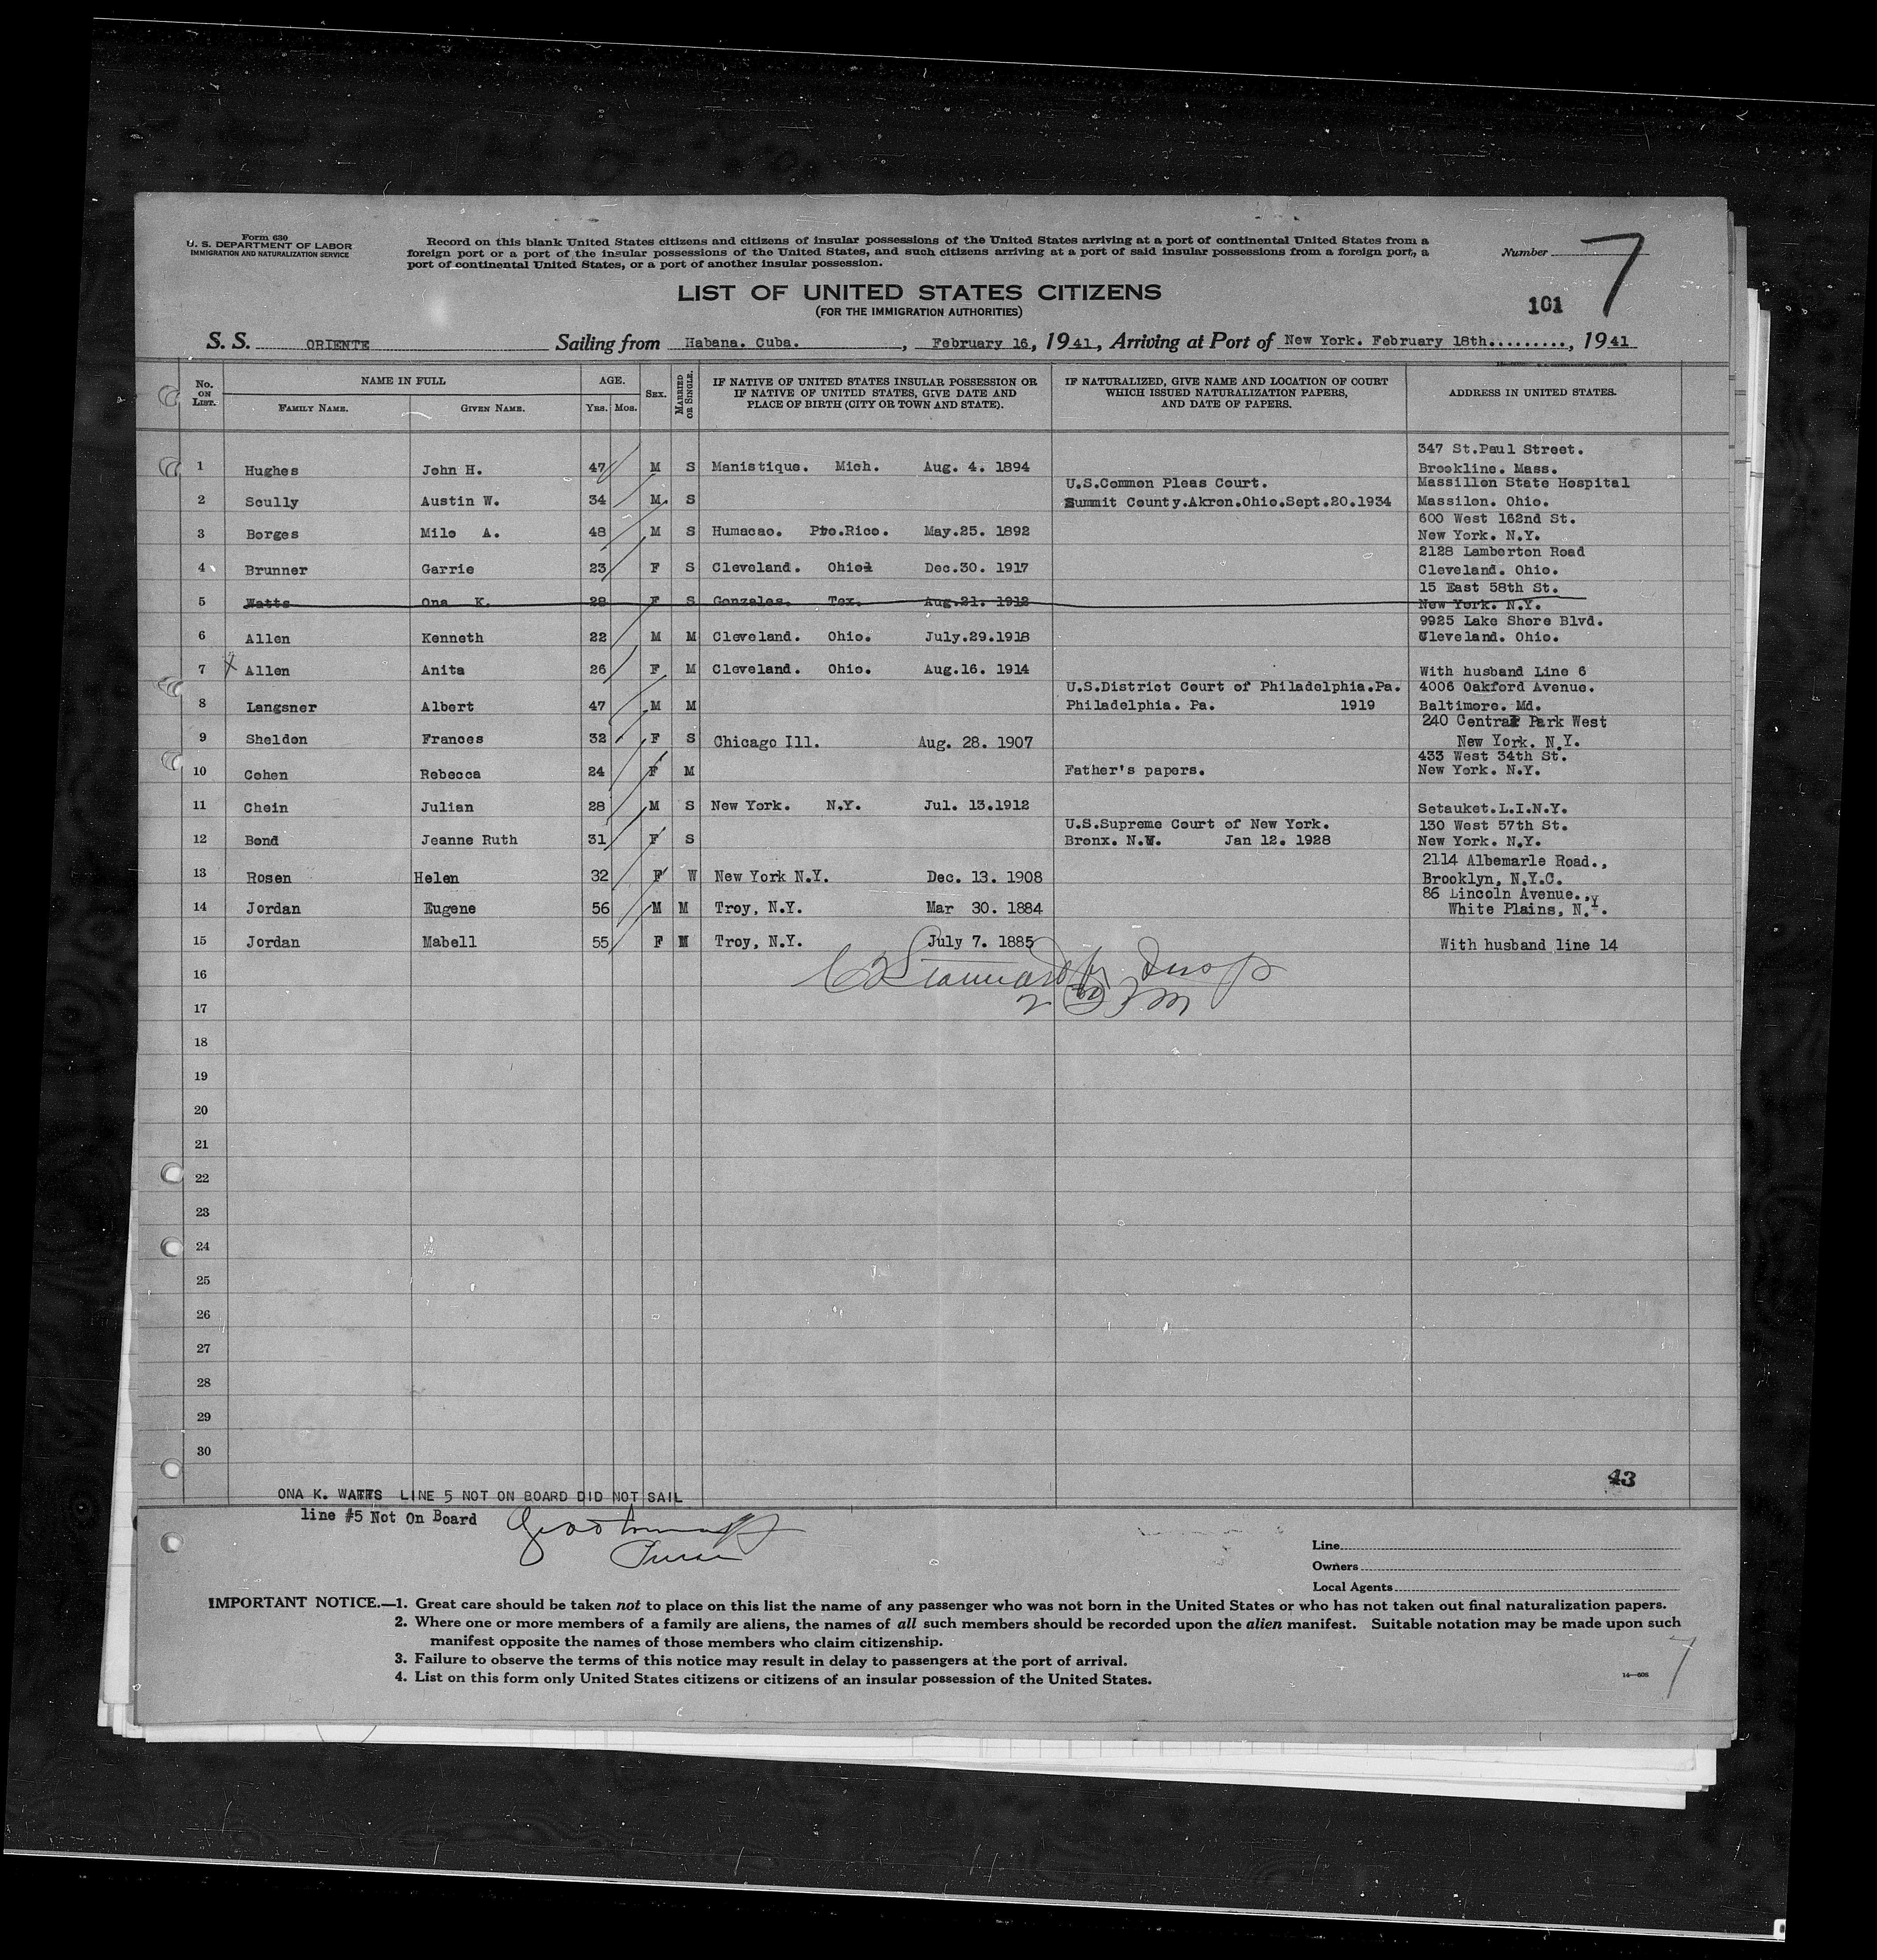 Form 630
U. S. DEPARTMENT OF LABOR
IMMIGRATION AND NATURALIZATION SERVICE
Record on this blank United States citizens and citizens of insular possessions of the United States arriving at a port of continental United States from a
foreign port or a port of the insular possessions of the United States, and such citizens arriving at a port of said insular possessions from a foreign port, a
port of continental United States, or a port of another insular possession.
Number 7
LIST OF UNITED STATES CITIZENS
(FOR THE IMMIGRATION AUTHORITIES)
101
S. S. ORIENTE Sailing from Habana. Cuba. , February 16, 1941, Arriving at Port of New York. February 18th........., 1941
No. ON LIST. NAME IN FULL AGE. SEX. MARRIED OR SINGLE. IF NATIVE OF UNITED STATES INSULAR POSSESSION OR IF NATIVE OF UNITED STATES, GIVE DATE AND PLACE OF BIRTH (CITY OR TOWN AND STATE). IF NATURALIZED, GIVE NAME AND LOCATION OF COURT WHICH ISSUED NATURALIZATION PAPERS, AND DATE OF PAPERS. ADDRESS IN UNITED STATES.
FAMILY NAME. GIVEN NAME. YRS. MOS.
347 St.Paul Street.
1 Hughes John H. 47 M S Manistique. Mich. Aug. 4. 1894 Brookline. Mass.
U.S.Common Pleas Court. Massillon State Hospital
2 Scully Austin W. 34 M. S Summit County.Akron.Ohio.Sept.20.1934 Massilon. Ohio.
600 West 162nd St.
3 Borges Milo A. 48 M S Humacao. Pto.Rico. May.25. 1892 New York. N.Y.
2128 Lamberton Road
4 Brunner Garrie 23 F S Cleveland. Ohio Dec.30. 1917 Cleveland. Ohio.
15 East 58th St.
5 Watts Ona K. 28 F S Gonzales. Tex. Aug.21. 1912 New York. N.Y.
9925 Lake Shore Blvd.
6 Allen Kenneth 22 M M Cleveland. Ohio. July.29.1918 Cleveland. Ohio.
7 X Allen Anita 26 F M Cleveland. Ohio. Aug.16. 1914 With husband Line 6
U.S.District Court of Philadelphia.Pa. 4006 Oakford Avenue.
8 Langsner Albert 47 M M Philadelphia. Pa. 1919 Baltimore. Md.
240 Central Park West
9 Sheldon Frances 32 F S Chicago Ill. Aug. 28. 1907 New York. N.Y.
433 West 34th St.
10 Cohen Rebecca 24 F M Father's papers. New York. N.Y.
11 Chein Julian 28 M S New York. N.Y. Jul. 13.1912 Setauket.L.I.N.Y.
U.S.Supreme Court of New York. 130 West 57th St.
12 Bond Jeanne Ruth 31 F S Bronx. N.Y. Jan 12. 1928 New York. N.Y.
2114 Albemarle Road.,
13 Rosen Helen 32 F W New York N.Y. Dec. 13. 1908 Brooklyn, N.Y.C.
86 Lincoln Avenue.,
14 Jordan Eugene 56 M M Troy, N.Y. Mar 30. 1884 White Plains, N.Y.
15 Jordan Mabell 55 F M Troy, N.Y. July 7. 1885 With husband line 14
16
17
18
19
20
21
22
23
24
25
26
27
28
29
30
43
ONA K. WATTS LINE 5 NOT ON BOARD DID NOT SAIL
line #5 Not On Board
Line
Owners
Local Agents
IMPORTANT NOTICE.—1. Great care should be taken not to place on this list the name of any passenger who was not born in the United States or who has not taken out final naturalization papers.
2. Where one or more members of a family are aliens, the names of all such members should be recorded upon the alien manifest. Suitable notation may be made upon such
manifest opposite the names of those members who claim citizenship.
3. Failure to observe the terms of this notice may result in delay to passengers at the port of arrival.
4. List on this form only United States citizens or citizens of an insular possession of the United States.
7